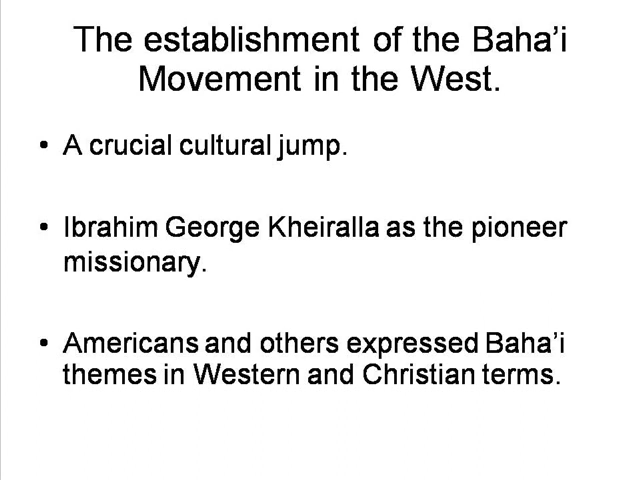 The establishment of the Baha’i
Movement in the West.
• A crucial cultural jump.
• Ibrahim George Kheiralla as the pioneer
missionary.
• Americans and others expressed Baha’i
themes in Western and Christian terms.